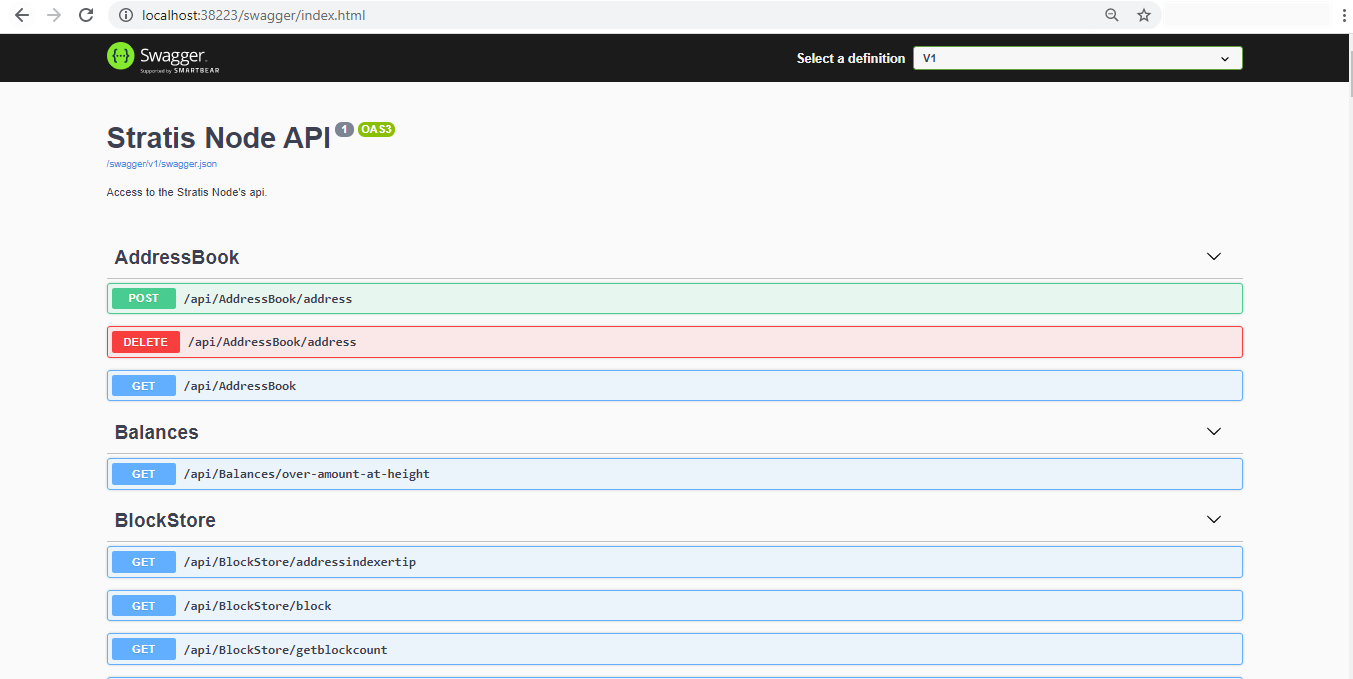 localhost:38223/swagger/index.html
{...} Swagger. Select a definition V1
Supported by SMARTBEAR
Stratis Node API 1 OAS3
/swagger/v1/swagger.json
Access to the Stratis Node's api.
AddressBook
POST /api/AddressBook/address
DELETE /api/AddressBook/address
GET /api/AddressBook
Balances
GET /api/Balances/over-amount-at-height
BlockStore
GET /api/BlockStore/addressindexertip
GET /api/BlockStore/block
GET /api/BlockStore/getblockcount